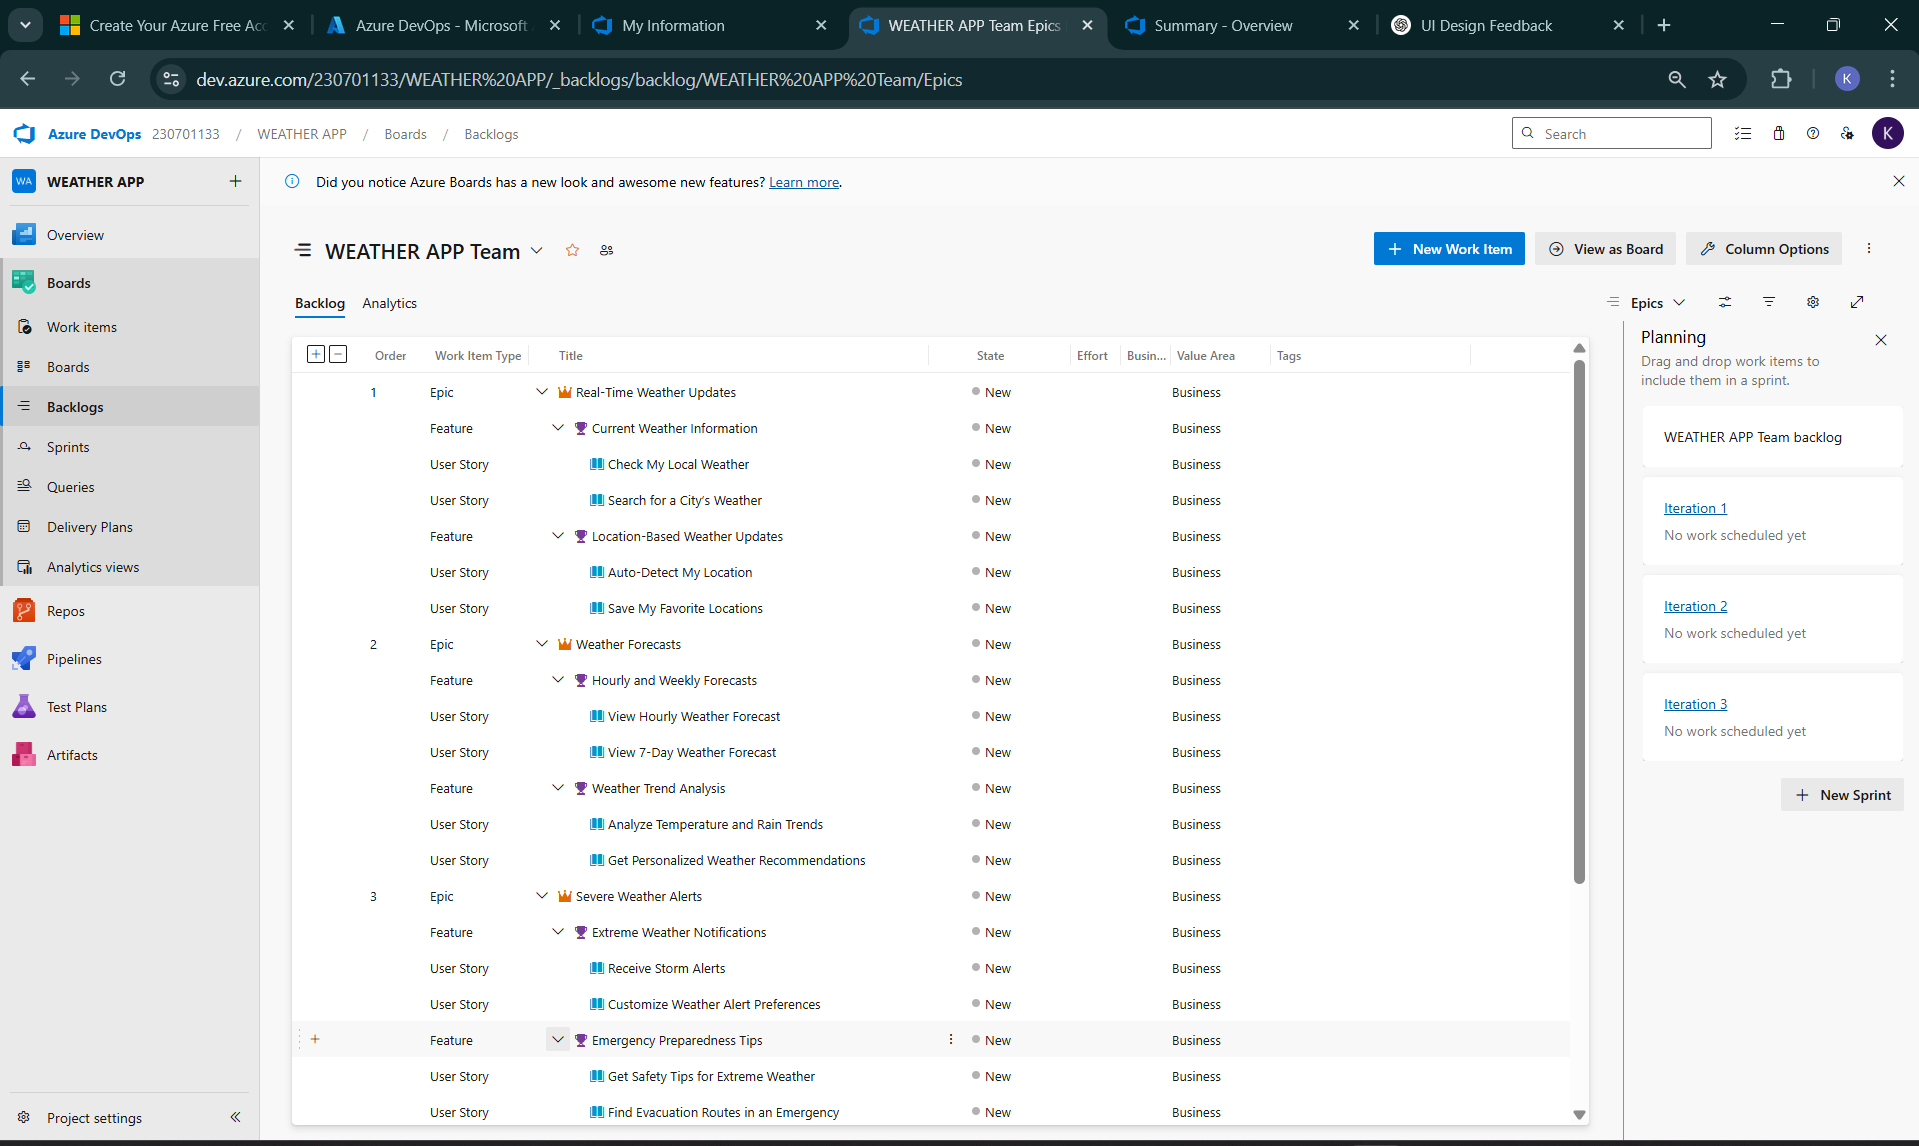 Create Your Azure Free Acc
Azure DevOps - Microsoft
My Information
WEATHER APP Team Epics
Summary - Overview
UI Design Feedback
dev.azure.com/230701133/WEATHER%20APP/_backlogs/backlog/WEATHER%20APP%20Team/Epics
K
Azure DevOps 230701133 / WEATHER APP / Boards / Backlogs
Search
K
WA WEATHER APP
Did you notice Azure Boards has a new look and awesome new features? Learn more.
Overview
Boards
Work items
Boards
Backlogs
Sprints
Queries
Delivery Plans
Analytics views
Repos
Pipelines
Test Plans
Artifacts
Project settings
WEATHER APP Team
New Work Item
View as Board
Column Options
Backlog Analytics
Epics
Order Work Item Type Title State Effort Busin... Value Area Tags
1 Epic Real-Time Weather Updates New Business
Feature Current Weather Information New Business
User Story Check My Local Weather New Business
User Story Search for a City's Weather New Business
Feature Location-Based Weather Updates New Business
User Story Auto-Detect My Location New Business
User Story Save My Favorite Locations New Business
2 Epic Weather Forecasts New Business
Feature Hourly and Weekly Forecasts New Business
User Story View Hourly Weather Forecast New Business
User Story View 7-Day Weather Forecast New Business
Feature Weather Trend Analysis New Business
User Story Analyze Temperature and Rain Trends New Business
User Story Get Personalized Weather Recommendations New Business
3 Epic Severe Weather Alerts New Business
Feature Extreme Weather Notifications New Business
User Story Receive Storm Alerts New Business
User Story Customize Weather Alert Preferences New Business
Feature Emergency Preparedness Tips New Business
User Story Get Safety Tips for Extreme Weather New Business
User Story Find Evacuation Routes in an Emergency New Business
Planning
Drag and drop work items to
include them in a sprint.
WEATHER APP Team backlog
Iteration 1
No work scheduled yet
Iteration 2
No work scheduled yet
Iteration 3
No work scheduled yet
New Sprint